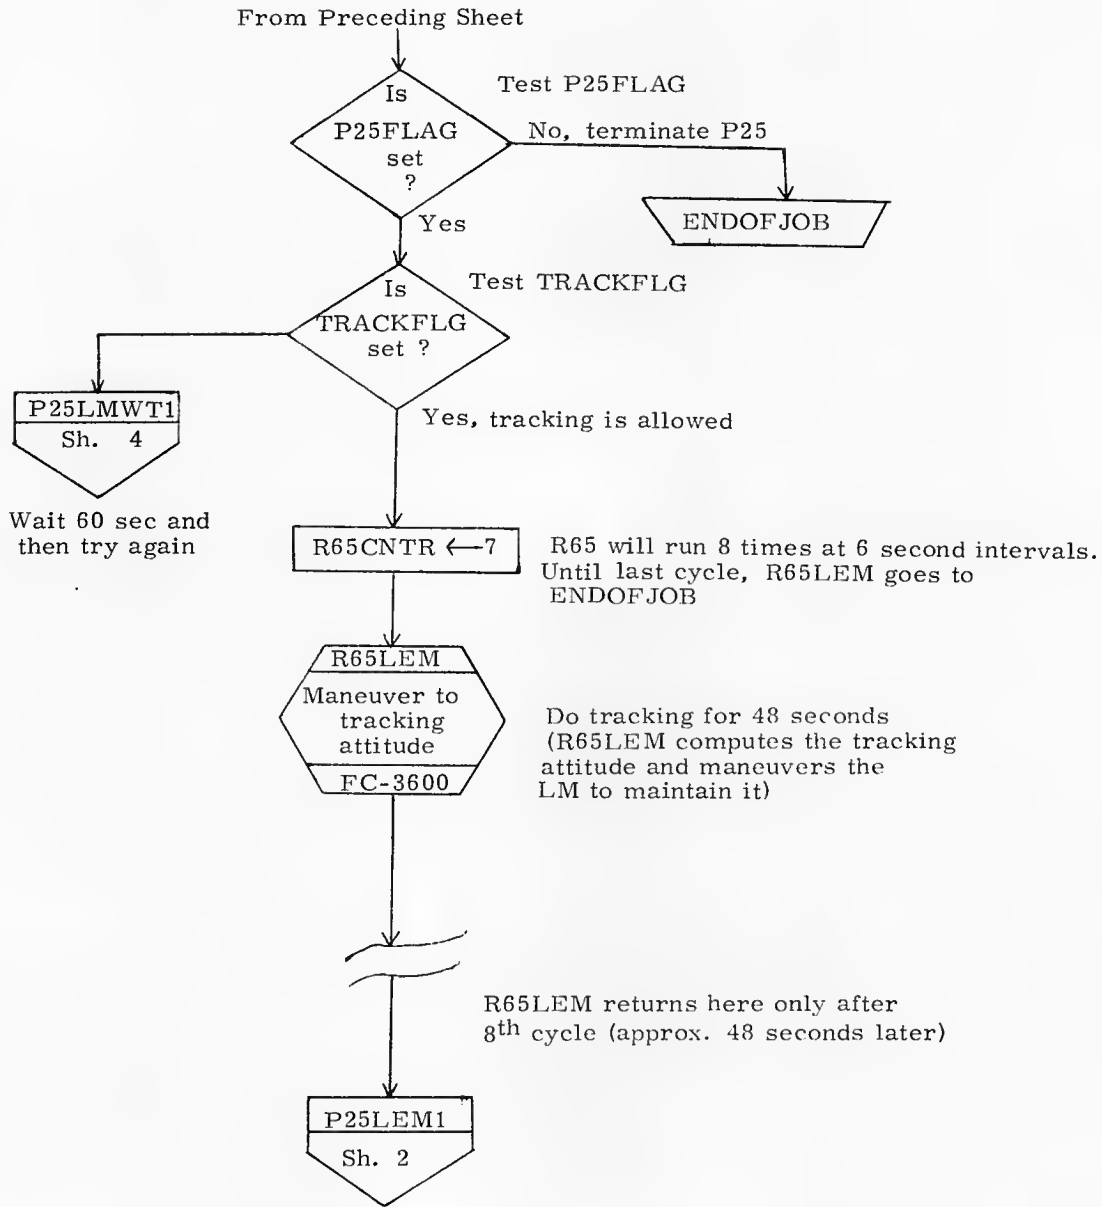 From Preceding Sheet
Test P25FLAG
Is
P25FLAG
set
?
No, terminate P25
ENDOFJOB
Yes
Test TRACKFLG
Is
TRACKFLG
set ?
P25LMWT1
Sh. 4
Wait 60 sec and
then try again
Yes, tracking is allowed
R65CNTR ←7
R65 will run 8 times at 6 second intervals.
Until last cycle, R65LEM goes to
ENDOFJOB
R65LEM
Maneuver to
tracking
attitude
FC-3600
Do tracking for 48 seconds
(R65LEM computes the tracking
attitude and maneuvers the
LM to maintain it)
R65LEM returns here only after
8th cycle (approx. 48 seconds later)
P25LEM1
Sh. 2